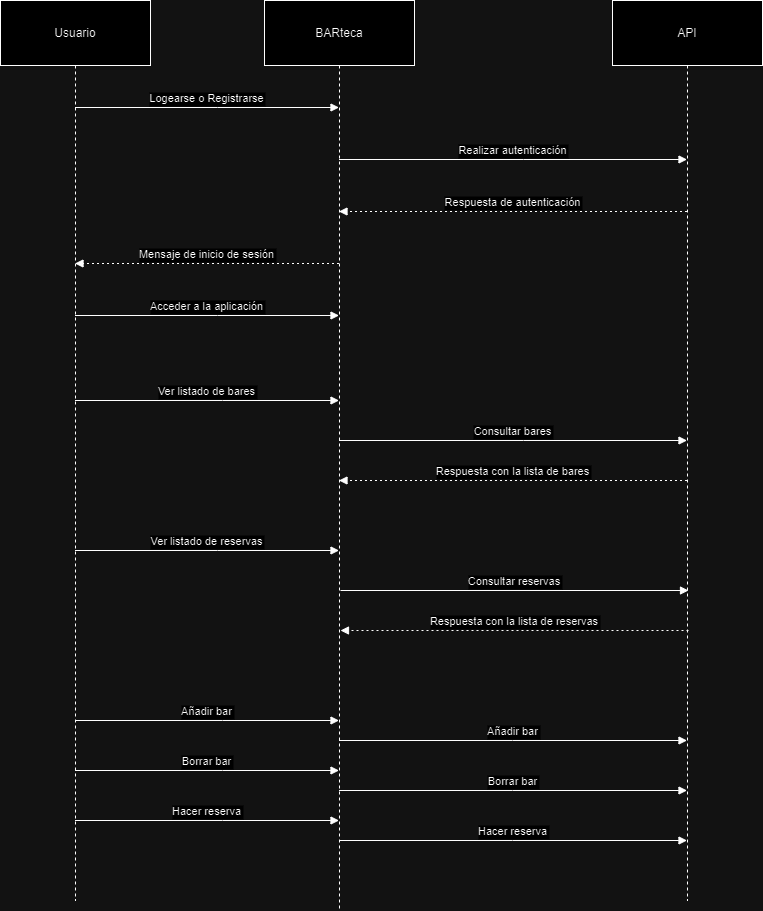 Usuario
BARteca
API
Logearse o Registrarse
Realizar autenticación
Respuesta de autenticación
Mensaje de inicio de sesión
Acceder a la aplicación
Ver listado de bares
Consultar bares
Respuesta con la lista de bares
Ver listado de reservas
Consultar reservas
Respuesta con la lista de reservas
Añadir bar
Añadir bar
Borrar bar
Borrar bar
Hacer reserva
Hacer reserva